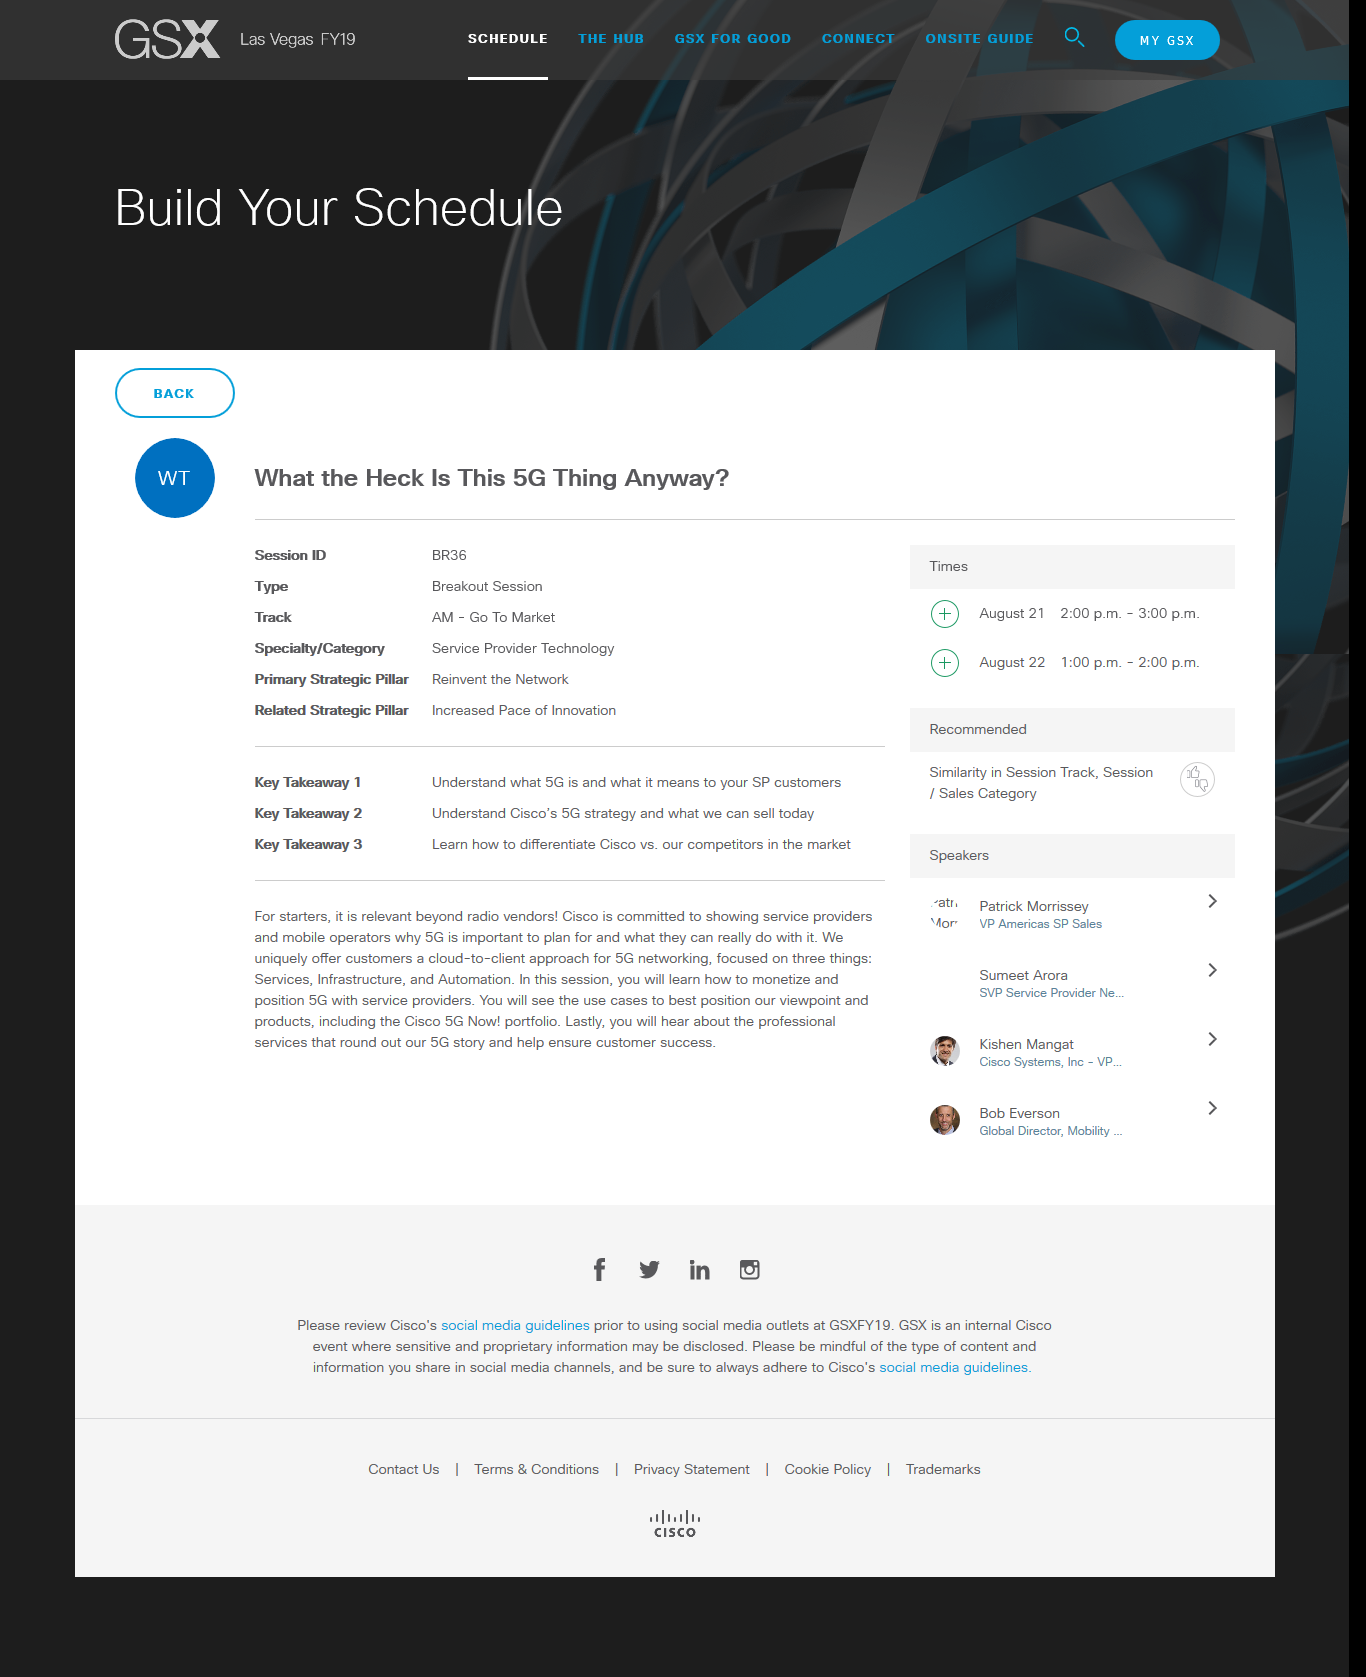 GSX Las Vegas FY19 SCHEDULE THE HUB GSX FOR GOOD CONNECT ONSITE GUIDE MY GSX
Build Your Schedule
BACK
WT
What the Heck Is This 5G Thing Anyway?
Session ID BR36
Type Breakout Session
Track AM - Go To Market
Specialty/Category Service Provider Technology
Primary Strategic Pillar Reinvent the Network
Related Strategic Pillar Increased Pace of Innovation
Key Takeaway 1 Understand what 5G is and what it means to your SP customers
Key Takeaway 2 Understand Cisco's 5G strategy and what we can sell today
Key Takeaway 3 Learn how to differentiate Cisco vs. our competitors in the market
For starters, it is relevant beyond radio vendors! Cisco is committed to showing service providers
and mobile operators why 5G is important to plan for and what they can really do with it. We
uniquely offer customers a cloud-to-client approach for 5G networking, focused on three things:
Services, Infrastructure, and Automation. In this session, you will learn how to monetize and
position 5G with service providers. You will see the use cases to best position our viewpoint and
products, including the Cisco 5G Now! portfolio. Lastly, you will hear about the professional
services that round out our 5G story and help ensure customer success.
Times
August 21 2:00 p.m. - 3:00 p.m.
August 22 1:00 p.m. - 2:00 p.m.
Recommended
Similarity in Session Track, Session
/ Sales Category
Speakers
Patrick Morrissey
VP Americas SP Sales
Sumeet Arora
SVP Service Provider Ne...
Kishen Mangat
Cisco Systems, Inc - VP...
Bob Everson
Global Director, Mobility ...
Please review Cisco's social media guidelines prior to using social media outlets at GSXFY19. GSX is an internal Cisco
event where sensitive and proprietary information may be disclosed. Please be mindful of the type of content and
information you share in social media channels, and be sure to always adhere to Cisco's social media guidelines.
Contact Us | Terms & Conditions | Privacy Statement | Cookie Policy | Trademarks
CISCO